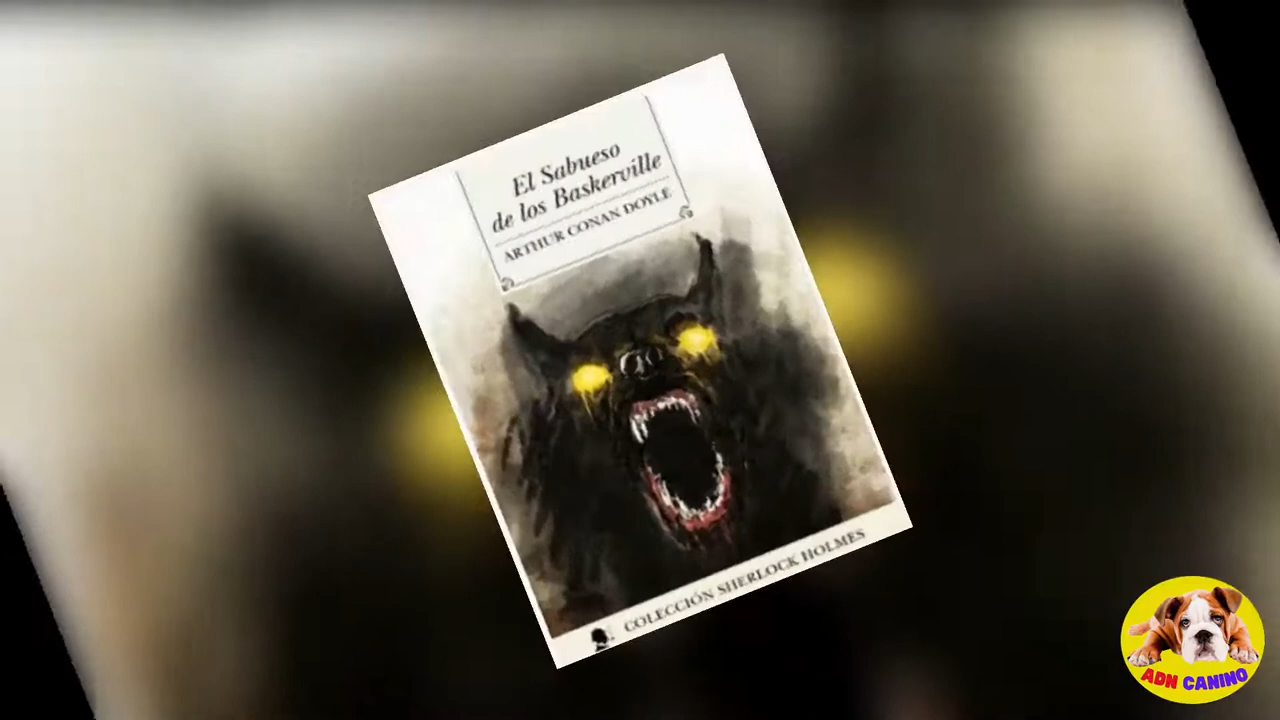 El Sabueso
de los Baskerville
ARTHUR CONAN DOYLE
COLECCIÓN SHERLOCK HOLMES
ADN CANINO